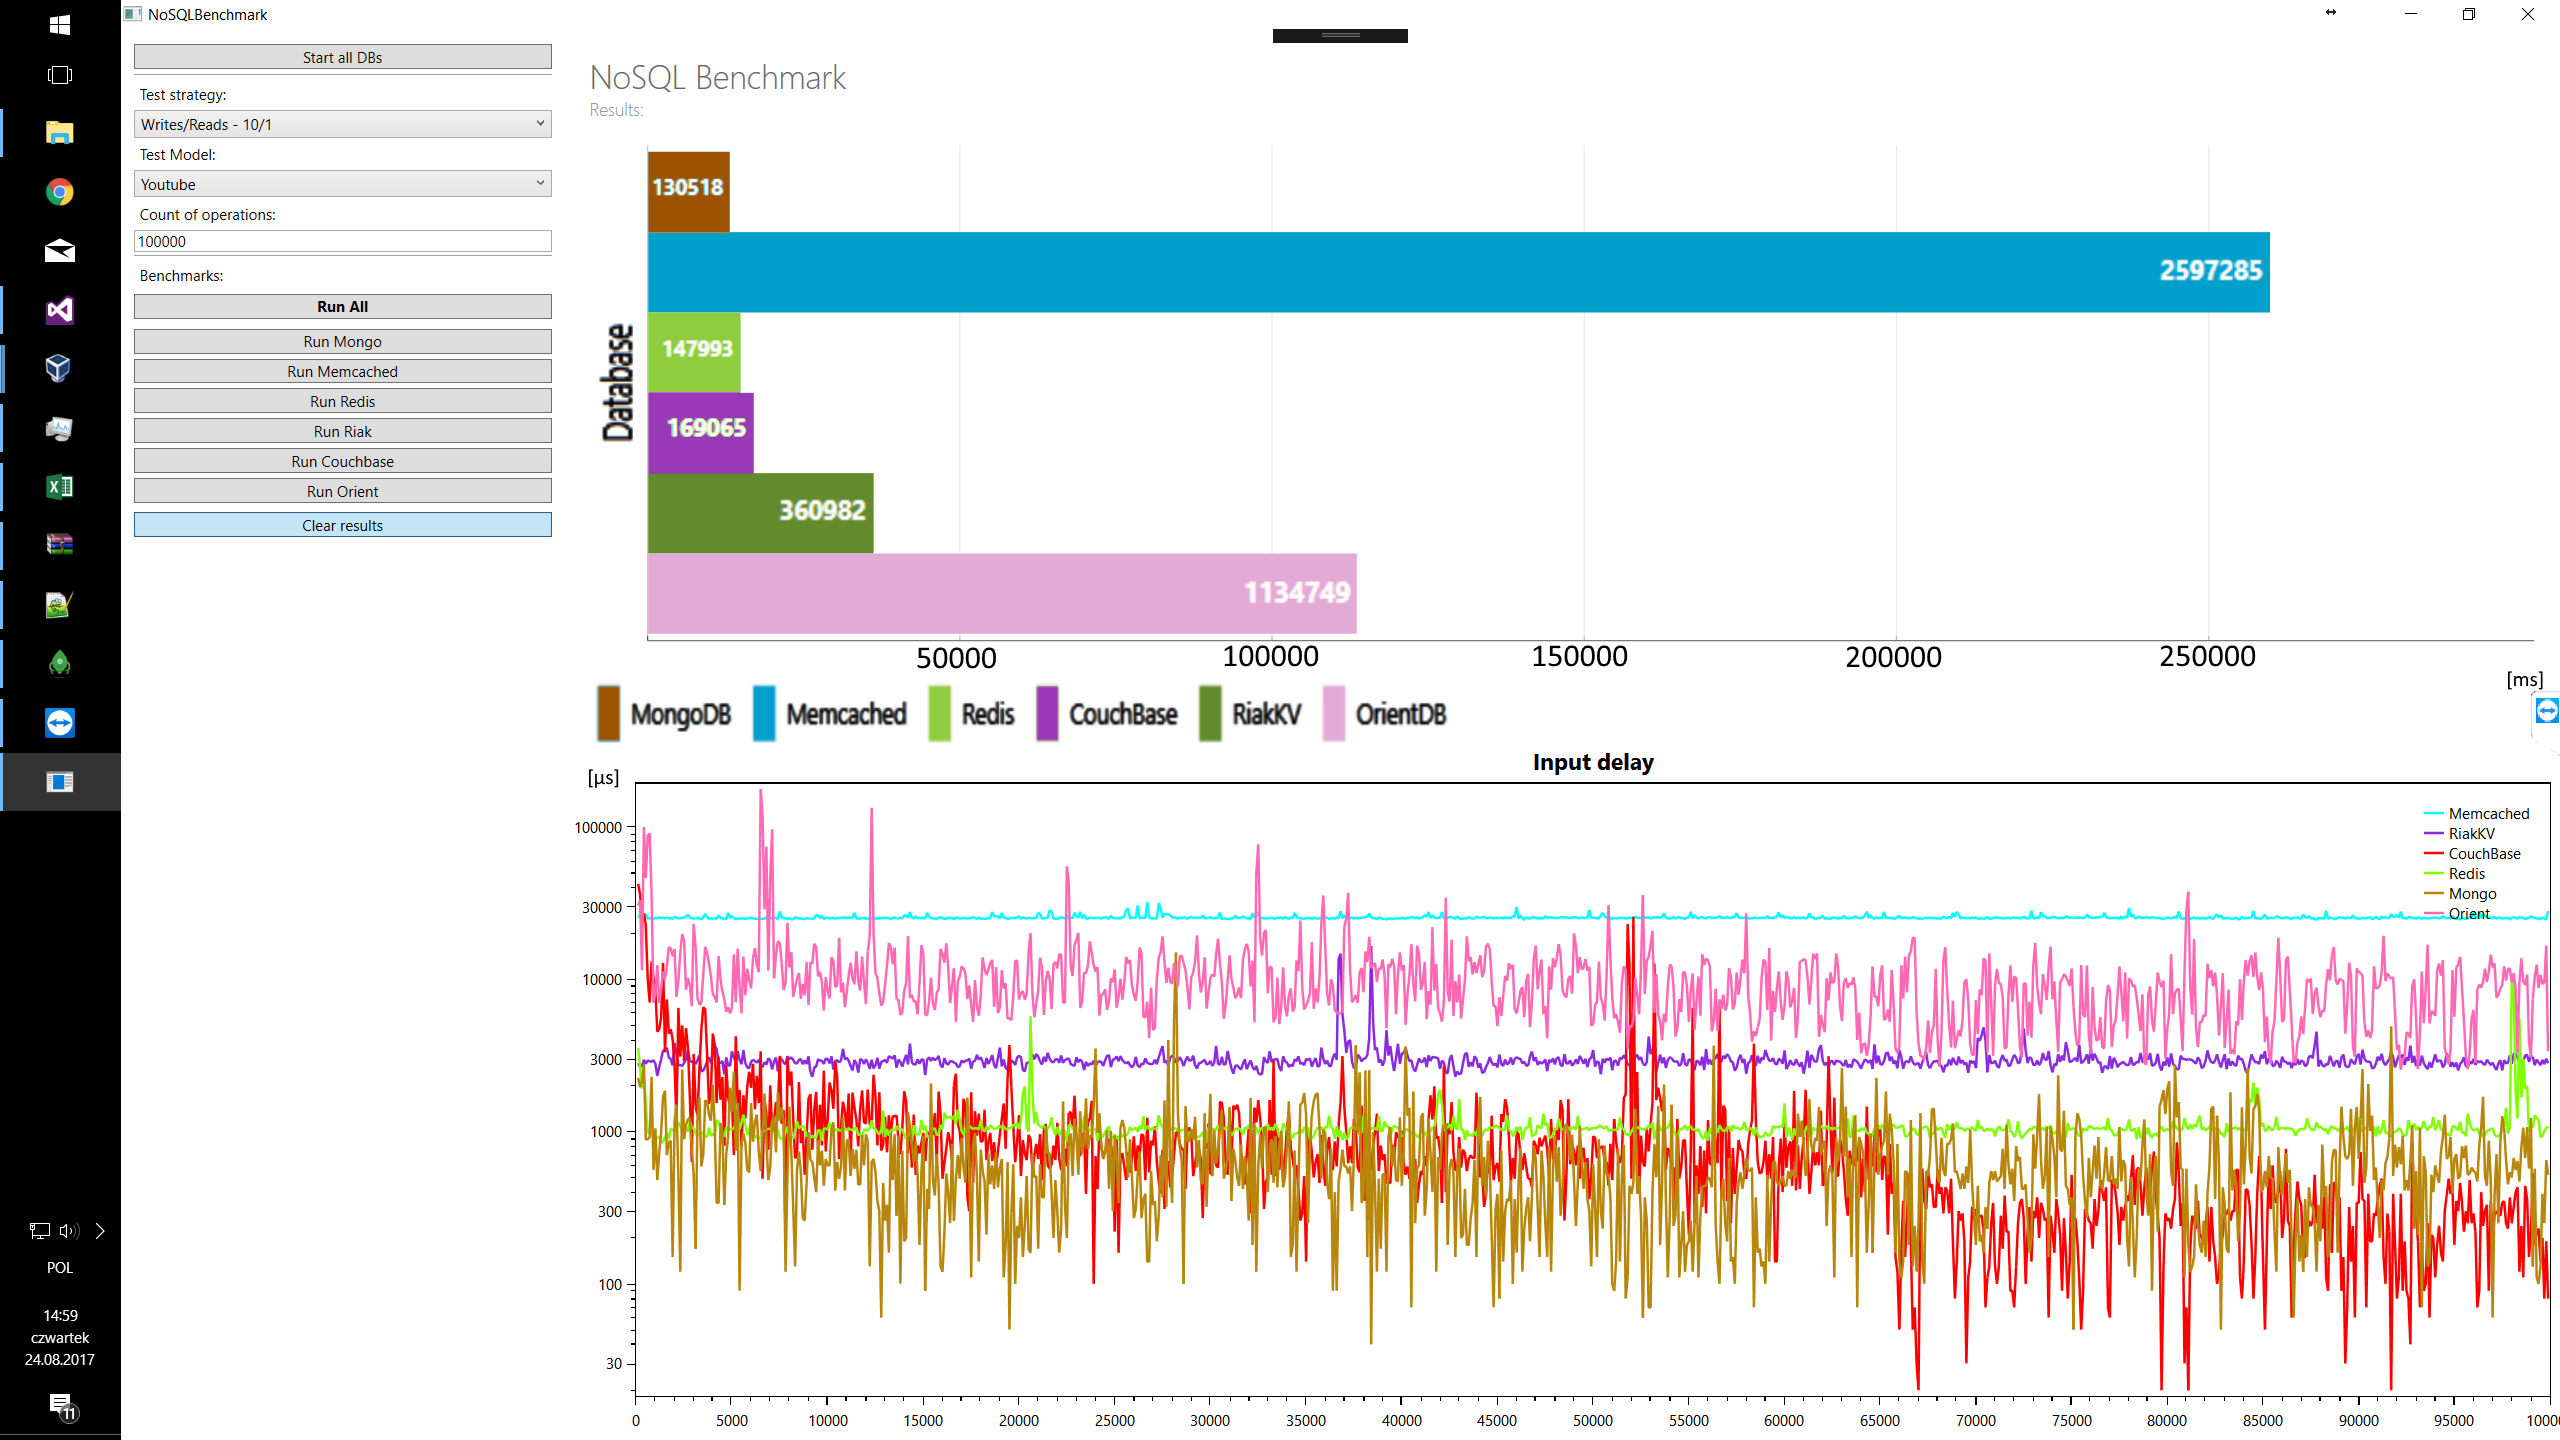 NoSQLBenchmark
Start all DBs
Test strategy:
Writes/Reads - 10/1
Test Model:
Youtube
Count of operations:
100000
Benchmarks:
Run All
Run Mongo
Run Memcached
Run Redis
Run Riak
Run Couchbase
Run Orient
Clear results
POL
14:59
czwartek
24.08.2017
11
NoSQL Benchmark
Results:
Database
130518
2597285
147993
169065
360982
1134749
50000 100000 150000 200000 250000
[ms]
MongoDB Memcached Redis CouchBase RiakKV OrientDB
Input delay
[µs]
100000
30000
10000
3000
1000
300
100
30
Memcached
RiakKV
CouchBase
Redis
Mongo
Orient
0 5000 10000 15000 20000 25000 30000 35000 40000 45000 50000 55000 60000 65000 70000 75000 80000 85000 90000 95000 10000